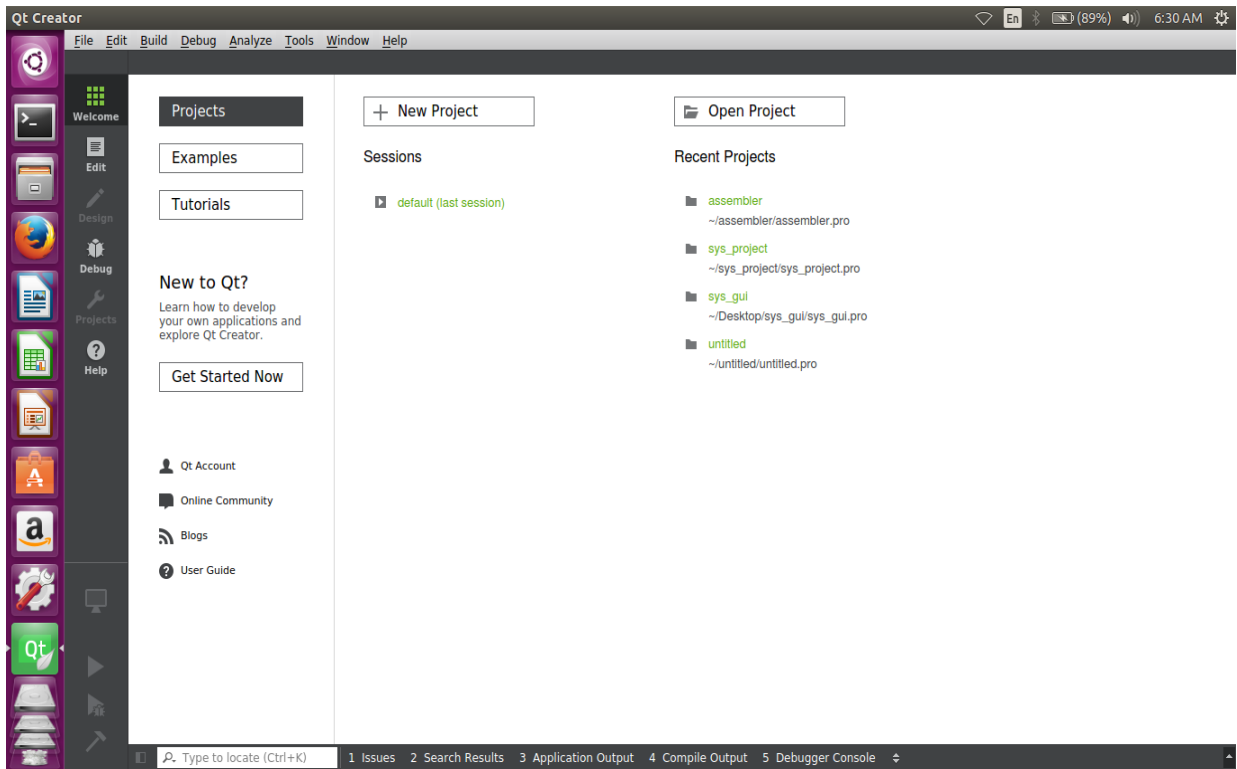 Qt Creator
En
(89%)
6:30 AM
File Edit Build Debug Analyze Tools Window Help
Welcome
Edit
Design
Debug
Projects
Help
Projects
Examples
Tutorials
New to Qt?
Learn how to develop
your own applications and
explore Qt Creator.
Get Started Now
Qt Account
Online Community
Blogs
User Guide
New Project
Sessions
default (last session)
Open Project
Recent Projects
assembler
~/assembler/assembler.pro
sys_project
~/sys_project/sys_project.pro
sys_gui
~/Desktop/sys_gui/sys_gui.pro
untitled
~/untitled/untitled.pro
>_
A
a
Qt
Type to locate (Ctrl+K)
1 Issues 2 Search Results 3 Application Output 4 Compile Output 5 Debugger Console